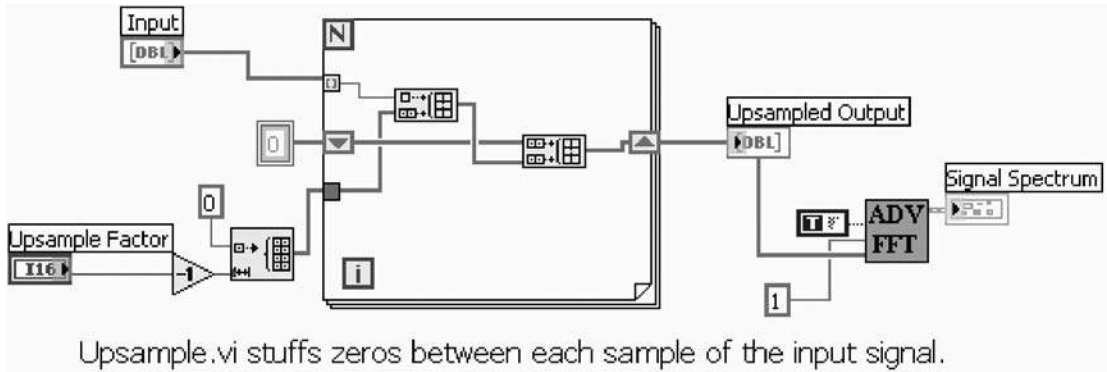 Input
[DBL]
N
0
Upsampled Output
DBL]
Signal Spectrum
0
T
ADV
FFT
Upsample Factor
I16
-1
i
1
Upsample.vi stuffs zeros between each sample of the input signal.